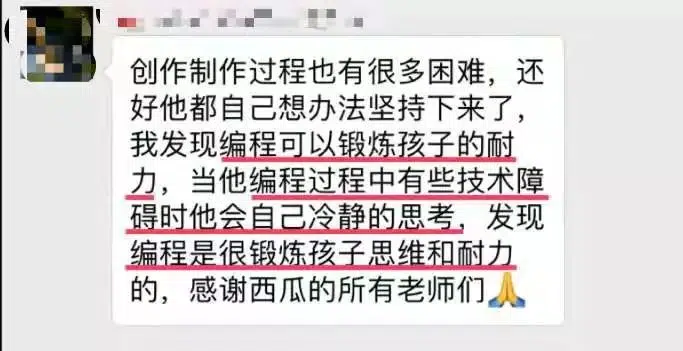 创作制作过程也有很多困难，还
好他都自己想办法坚持下来了，
我发现编程可以锻炼孩子的耐
力，当他编程过程中有些技术障
碍时他会自己冷静的思考，发现
编程是很锻炼孩子思维和耐力
的，感谢西瓜的所有老师们🙏